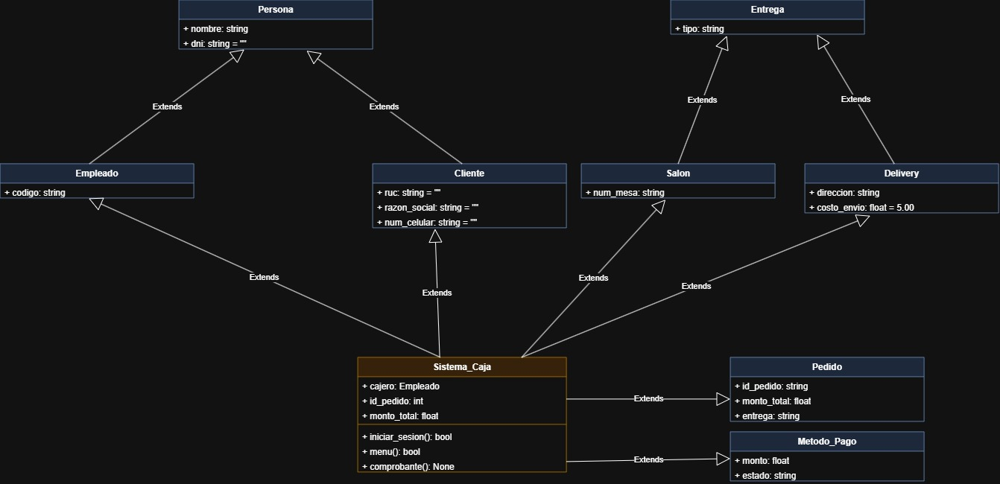 Persona
+ nombre: string
+ dni: string = ""
Entrega
+ tipo: string
Extends
Extends
Extends
Extends
Empleado
+ codigo: string
Cliente
+ ruc: string = ""
+ razon_social: string = ""
+ num_celular: string = ""
Salon
+ num_mesa: string
Delivery
+ direccion: string
+ costo_envio: float = 5.00
Extends
Extends
Extends
Extends
Sistema_Caja
+ cajero: Empleado
+ id_pedido: int
+ monto_total: float
+ iniciar_sesion(): bool
+ menu(): bool
+ comprobante(): None
Extends
Extends
Pedido
+ id_pedido: string
+ monto_total: float
+ entrega: string
Metodo_Pago
+ monto: float
+ estado: string